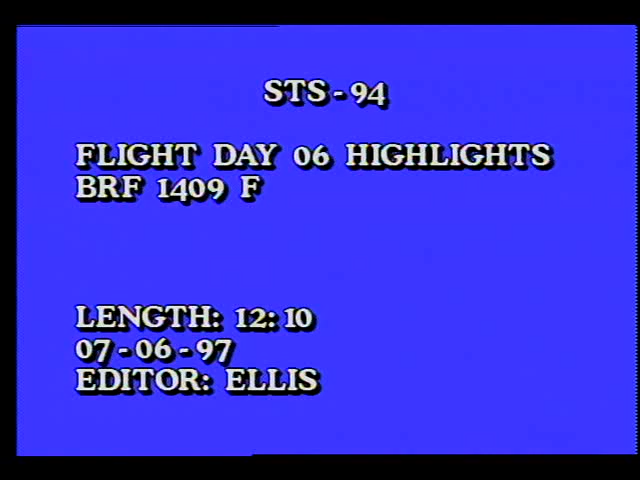 STS - 94
FLIGHT DAY 06 HIGHLIGHTS
BRF 1409 F
LENGTH: 12:10
07 - 06 - 97
EDITOR: ELLIS